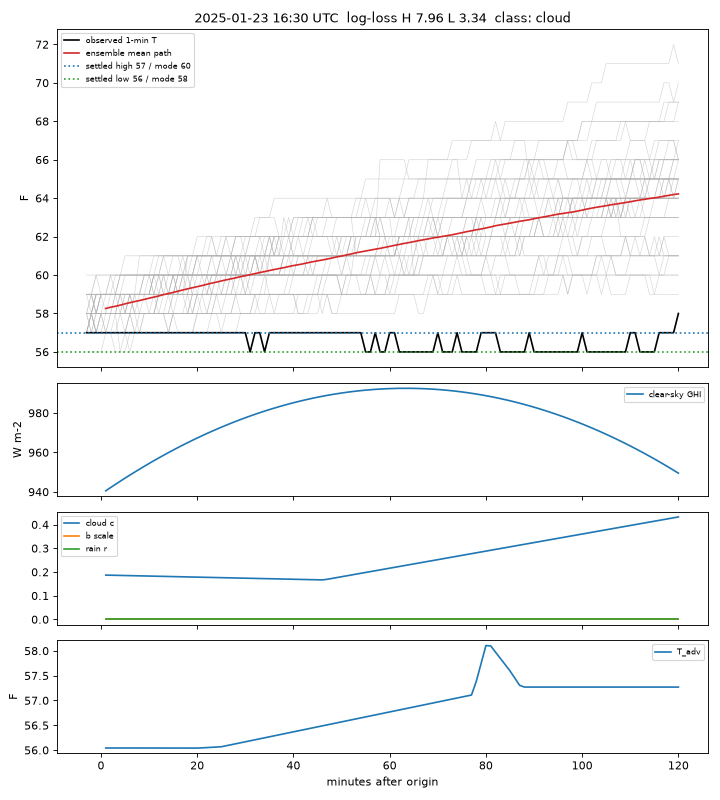 2025-01-23 16:30 UTC  log-loss H 7.96 L 3.34  class: cloud
observed 1-min T
ensemble mean path
settled high 57 / mode 60
settled low 56 / mode 58
72
70
68
66
64
62
60
58
56
F
clear-sky GHI
980
960
940
W m-2
cloud c
b scale
rain r
0.4
0.3
0.2
0.1
0.0
T_adv
58.0
57.5
57.0
56.5
56.0
F
0
20
40
60
80
100
120
minutes after origin